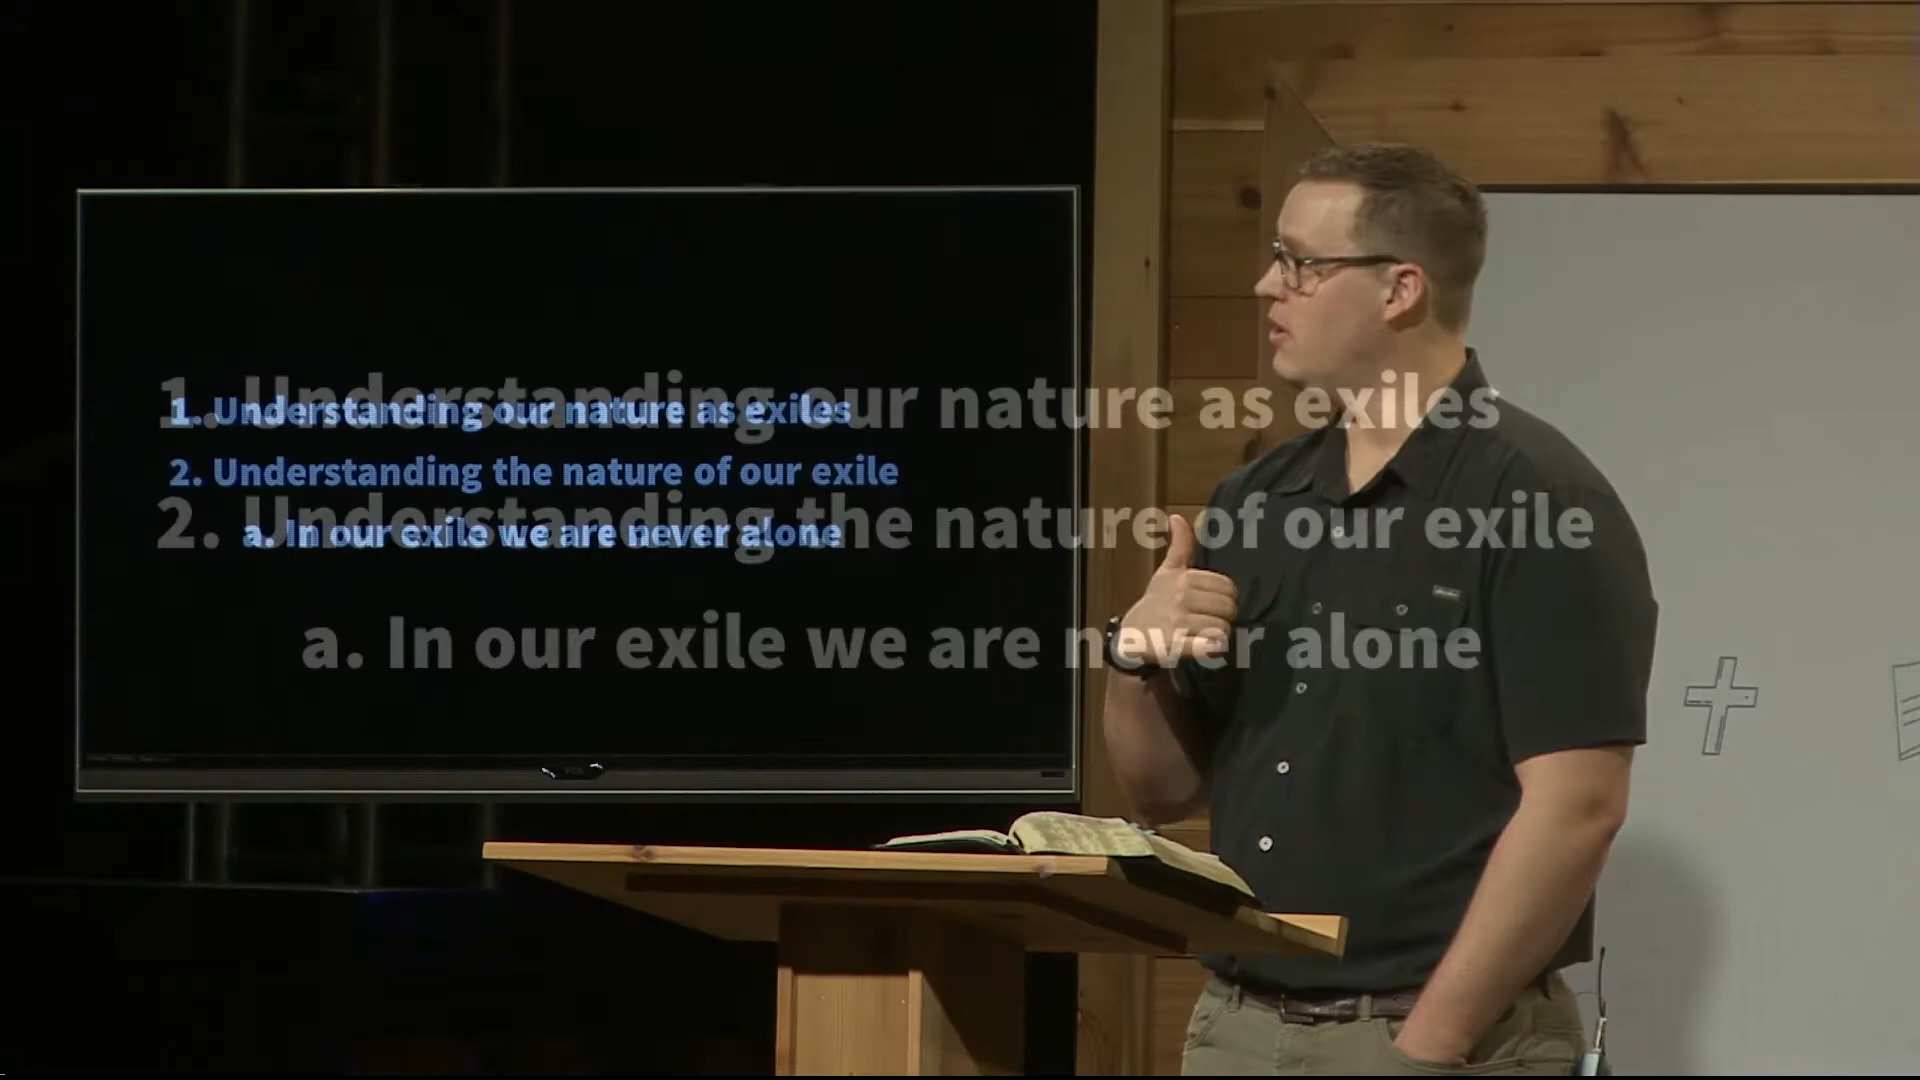 1. Understanding our nature as exiles
2. Understanding the nature of our exile
a. In our exile we are never alone
1. Understanding our nature as exiles
2. Understanding the nature of our exile
a. In our exile we are never alone
TCL